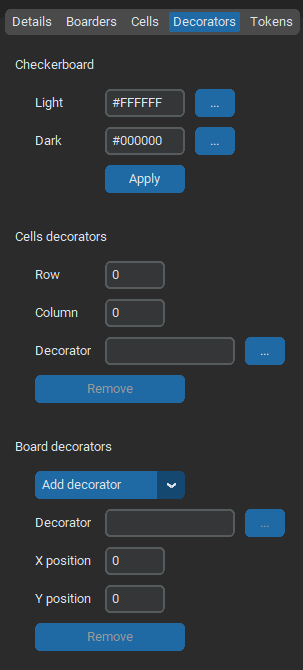 Details Boarders Cells Decorators Tokens
Checkerboard
Light #FFFFFF ...
Dark #000000 ...
Apply
Cells decorators
Row 0
Column 0
Decorator ...
Remove
Board decorators
Add decorator
Decorator ...
X position 0
Y position 0
Remove